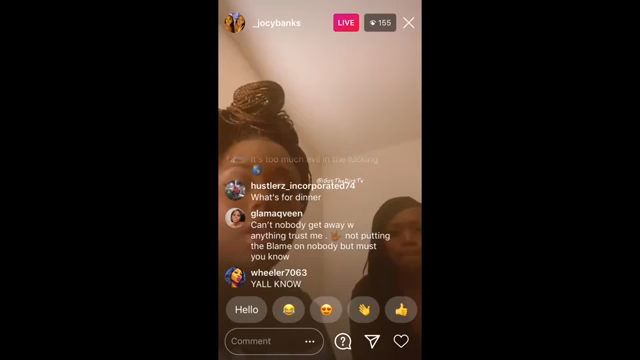 _jocybanks
LIVE
155
It's too much evil in the fucking
hustlerz_incorporated74
What's for dinner
glamaqveen
Can't nobody get away w
anything trust me . not putting
the Blame on nobody but must
you know
wheeler7063
YALL KNOW
Hello
Comment